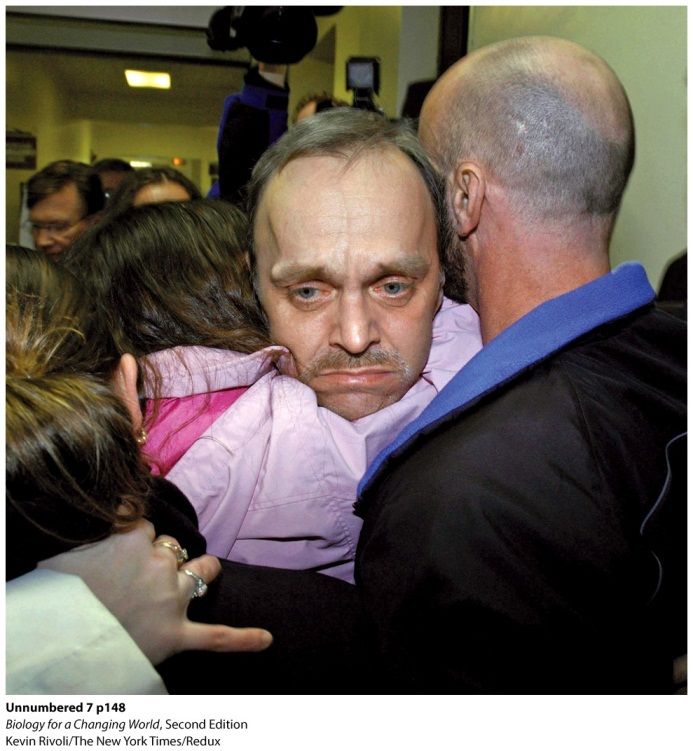 Unnumbered 7 p148
Biology for a Changing World, Second Edition
Kevin Rivoli/The New York Times/Redux